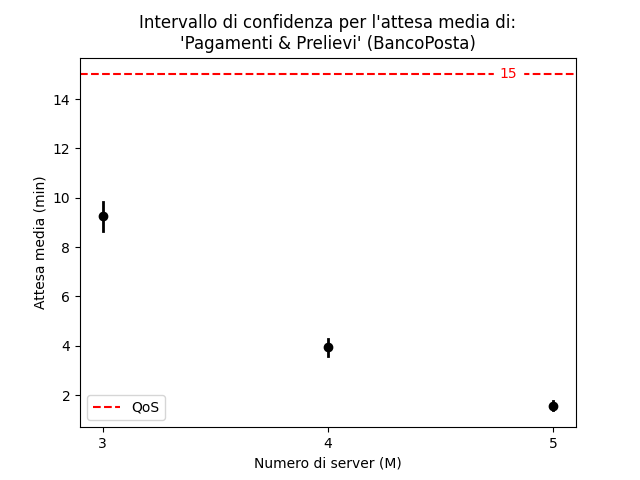 Intervallo di confidenza per l'attesa media di:
'Pagamenti & Prelievi' (BancoPosta)
15
14
12
10
8
6
4
2
Attesa media (min)
QoS
3
4
5
Numero di server (M)